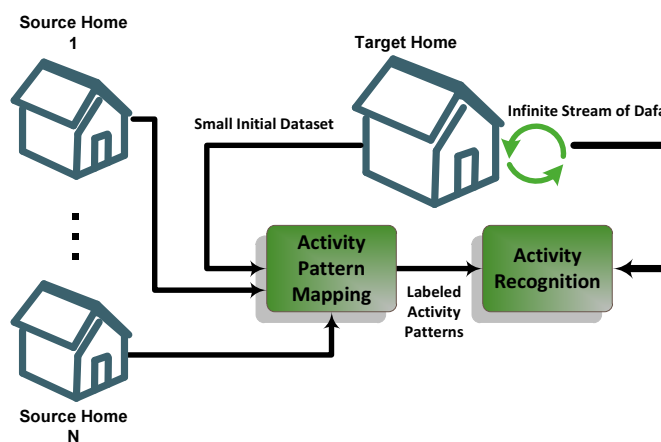 Source Home
1
Target Home
Small Initial Dataset
Infinite Stream of Data
Activity
Pattern
Mapping
Activity
Recognition
Labeled
Activity
Patterns
Source Home
N